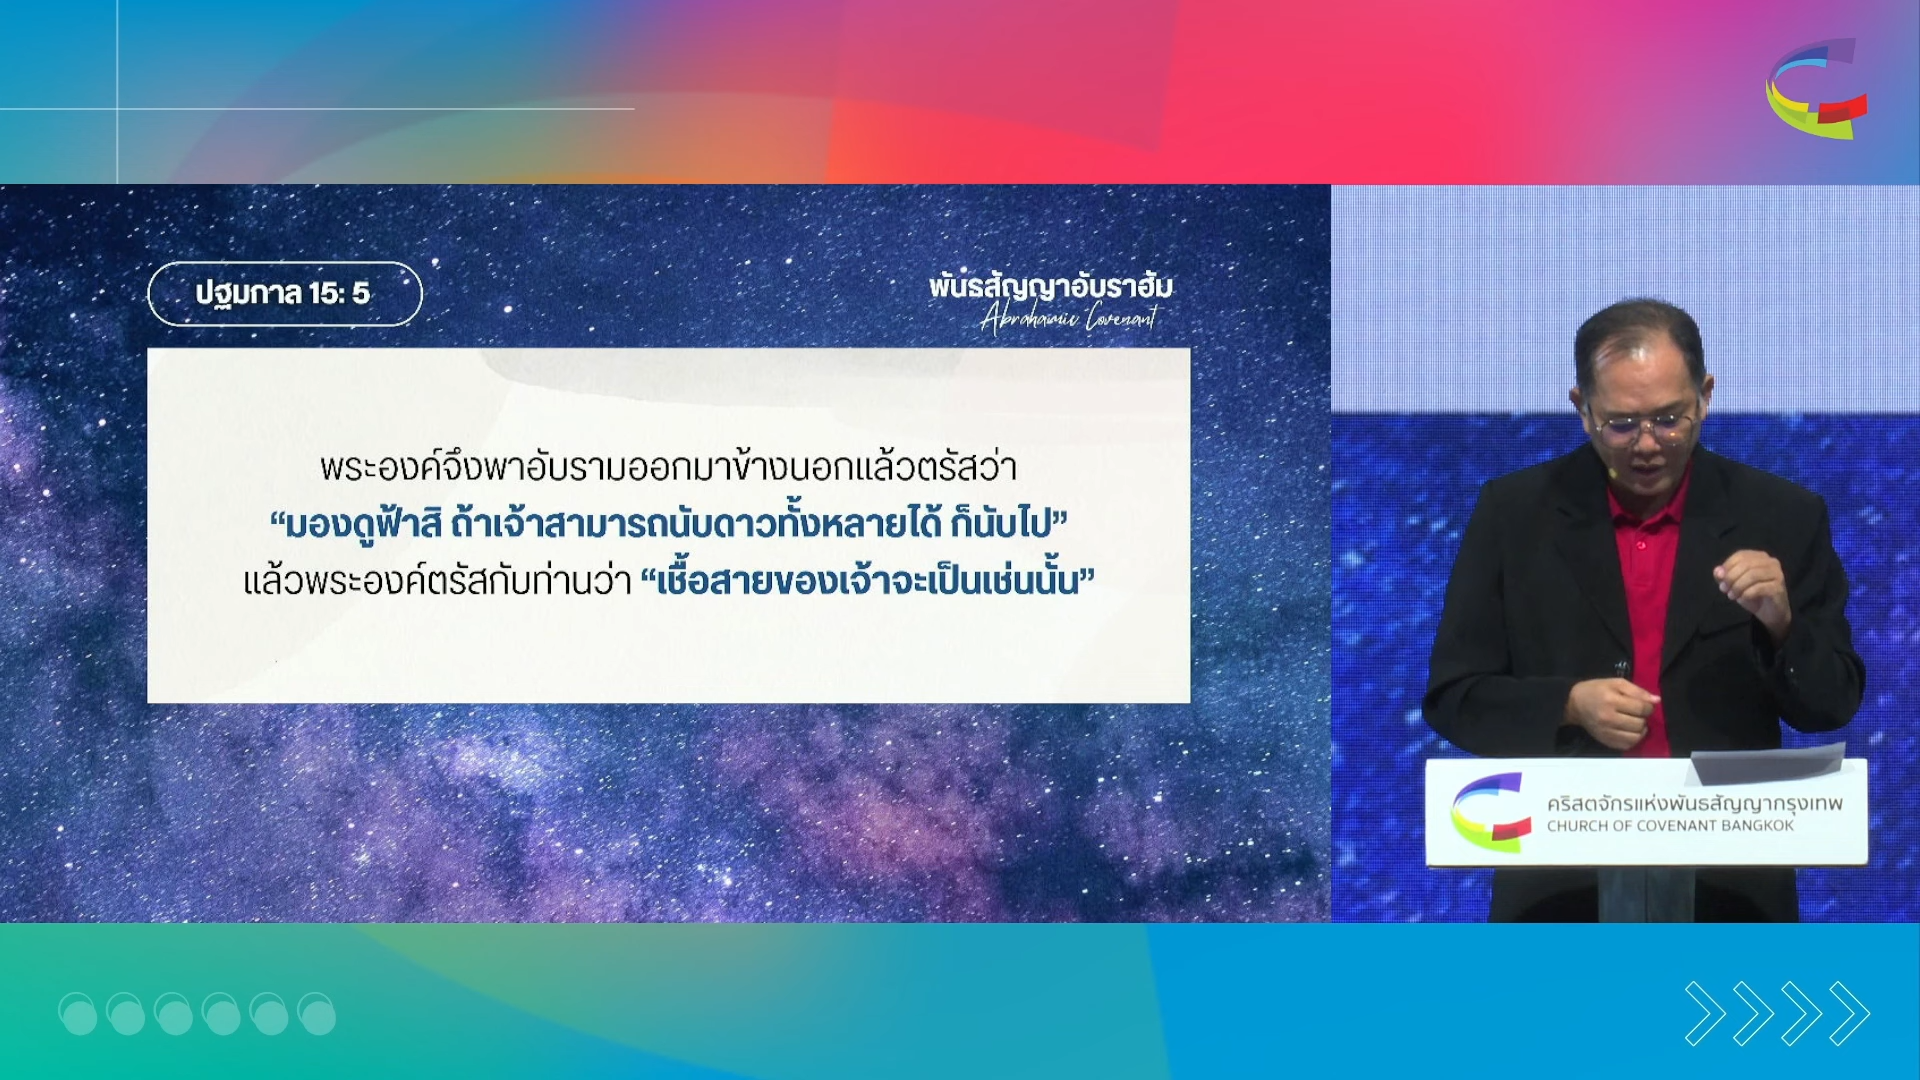 ปฐมกาล 15: 5
พันธสัญญาอับราฮัม
Abrahamic Covenant
พระองค์จึงพาอับรามออกมาข้างนอกแล้วตรัสว่า
“มองดูฟ้าสิ ถ้าเจ้าสามารถนับดาวทั้งหลายได้ ก็นับไป”
แล้วพระองค์ตรัสกับท่านว่า “เชื้อสายของเจ้าจะเป็นเช่นนั้น”
คริสตจักรแห่งพันธสัญญากรุงเทพ
CHURCH OF COVENANT BANGKOK